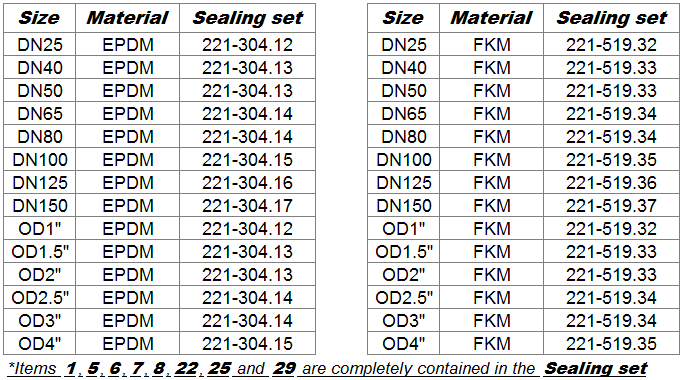 Size Material Sealing set Size Material Sealing set
DN25 EPDM 221-304.12 DN25 FKM 221-519.32
DN40 EPDM 221-304.13 DN40 FKM 221-519.33
DN50 EPDM 221-304.13 DN50 FKM 221-519.33
DN65 EPDM 221-304.14 DN65 FKM 221-519.34
DN80 EPDM 221-304.14 DN80 FKM 221-519.34
DN100 EPDM 221-304.15 DN100 FKM 221-519.35
DN125 EPDM 221-304.16 DN125 FKM 221-519.36
DN150 EPDM 221-304.17 DN150 FKM 221-519.37
OD1" EPDM 221-304.12 OD1" FKM 221-519.32
OD1.5" EPDM 221-304.13 OD1.5" FKM 221-519.33
OD2" EPDM 221-304.13 OD2" FKM 221-519.33
OD2.5" EPDM 221-304.14 OD2.5" FKM 221-519.34
OD3" EPDM 221-304.14 OD3" FKM 221-519.34
OD4" EPDM 221-304.15 OD4" FKM 221-519.35
*Items 1, 5, 6, 7, 8, 22, 25 and 29 are completely contained in the Sealing set